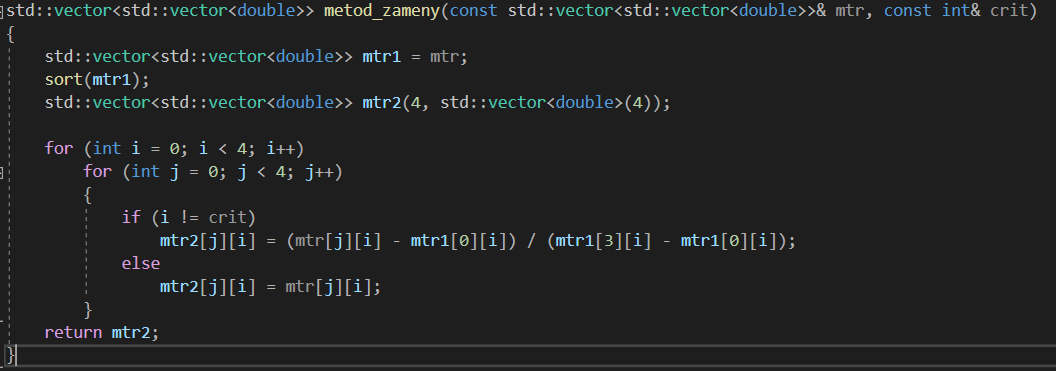 std::vector<std::vector<double>> metod_zameny(const std::vector<std::vector<double>>& mtr, const int& crit)
{
    std::vector<std::vector<double>> mtr1 = mtr;
    sort(mtr1);
    std::vector<std::vector<double>> mtr2(4, std::vector<double>(4));

    for (int i = 0; i < 4; i++)
        for (int j = 0; j < 4; j++)
        {
            if (i != crit)
                mtr2[j][i] = (mtr[j][i] - mtr1[0][i]) / (mtr1[3][i] - mtr1[0][i]);
            else
                mtr2[j][i] = mtr[j][i];
        }
    return mtr2;
}